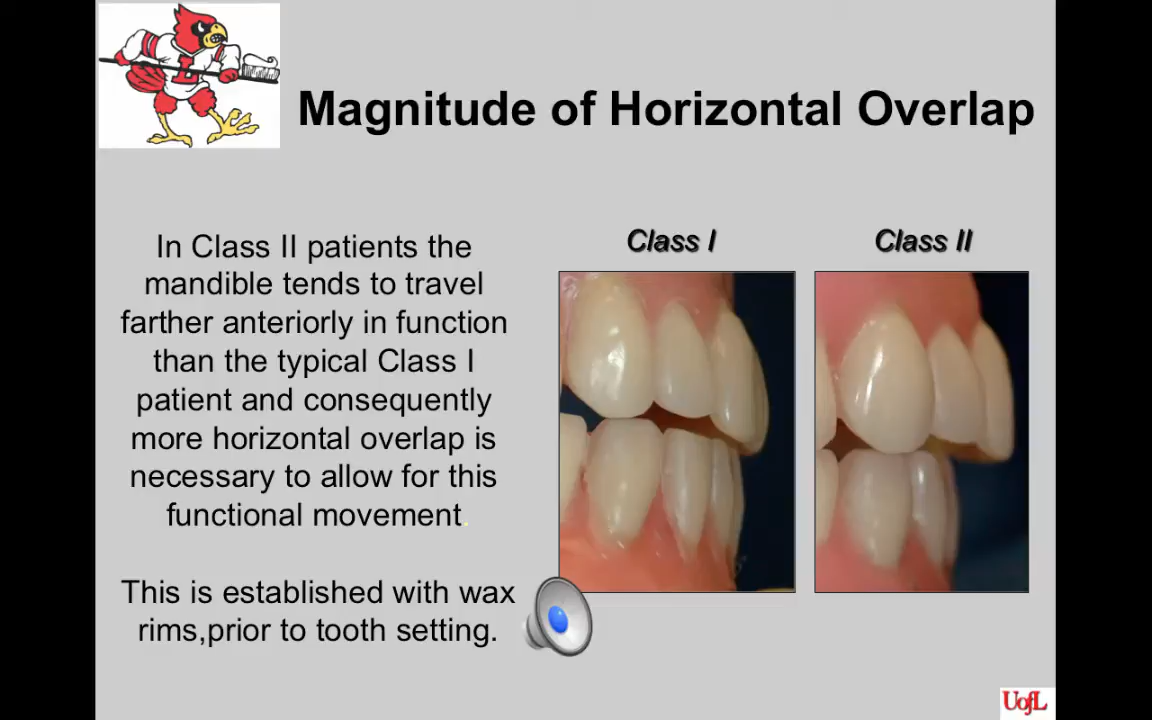 Magnitude of Horizontal Overlap
In Class II patients the
mandible tends to travel
farther anteriorly in function
than the typical Class I
patient and consequently
more horizontal overlap is
necessary to allow for this
functional movement.
This is established with wax
rims,prior to tooth setting.
Class I
Class II
L
UofL